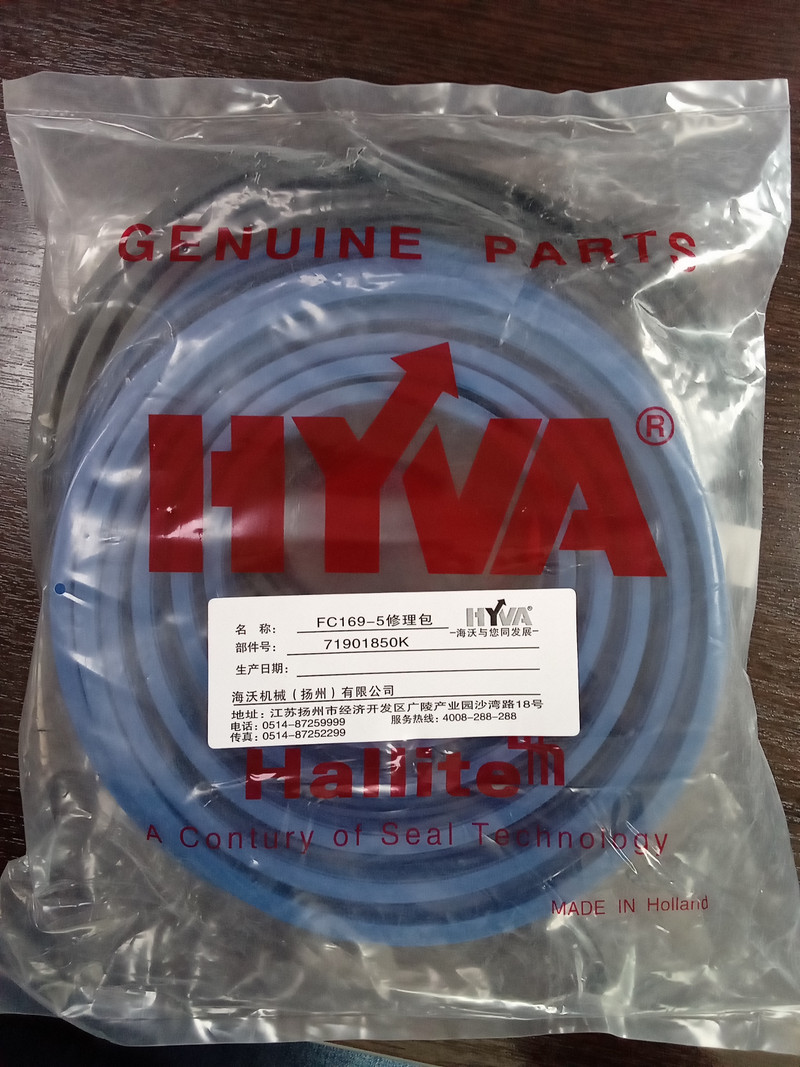 GENUINE PARTS
HYVA®
名 称: FC169-5修理包
HYVA®
-海沃与您同发展-
部件号: 71901850K
生产日期:
海沃机械(扬州)有限公司
地址:江苏扬州市经济开发区广陵产业园沙湾路18号
电话:0514-87259999 服务热线:4008-288-288
传真:0514-87252299
Hallite
A Contury of Seal Technology
MADE IN Holland